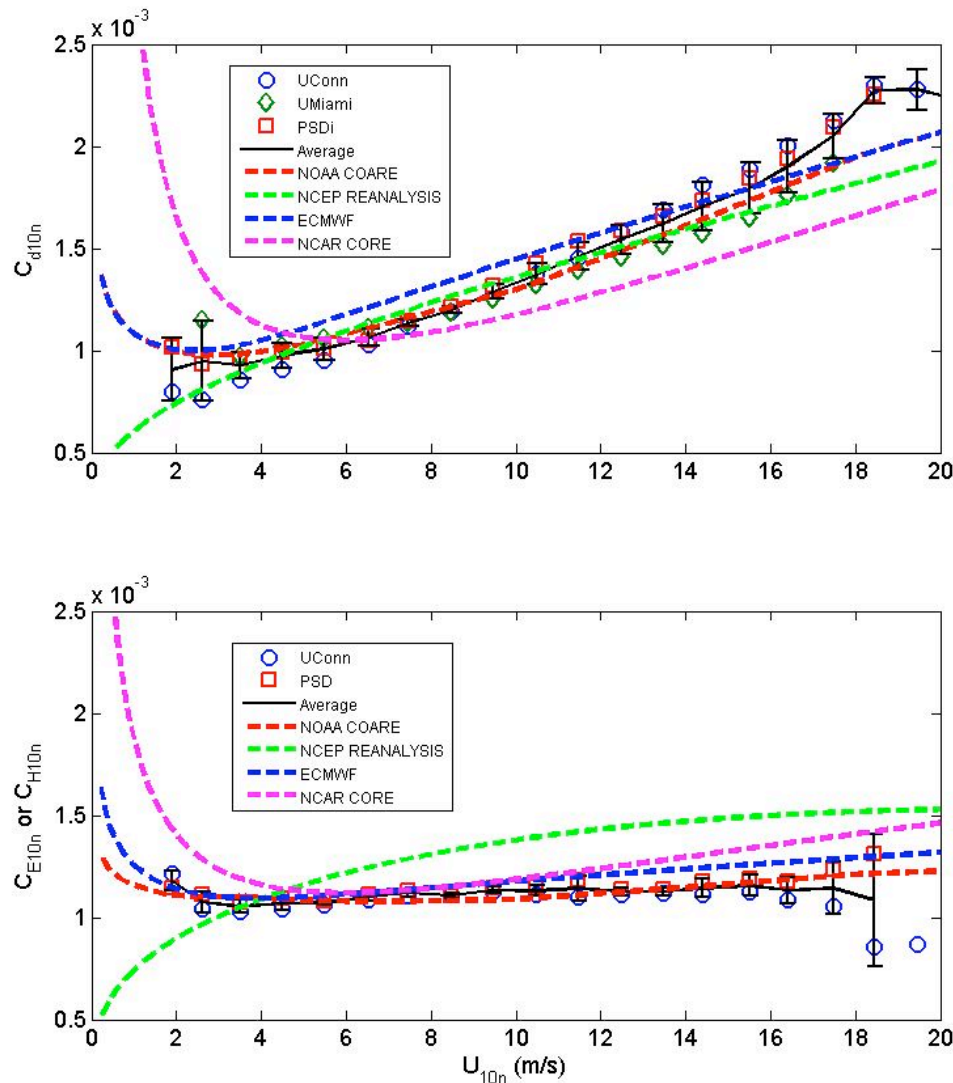 x 10⁻³
2.5
2
1.5
1
0.5
C_d10n
UConn
UMiami
PSDi
Average
NOAA COARE
NCEP REANALYSIS
ECMWF
NCAR CORE
0 2 4 6 8 10 12 14 16 18 20
x 10⁻³
2.5
2
1.5
1
0.5
C_E10n or C_H10n
UConn
PSD
Average
NOAA COARE
NCEP REANALYSIS
ECMWF
NCAR CORE
0 2 4 6 8 10 12 14 16 18 20
U_10n (m/s)